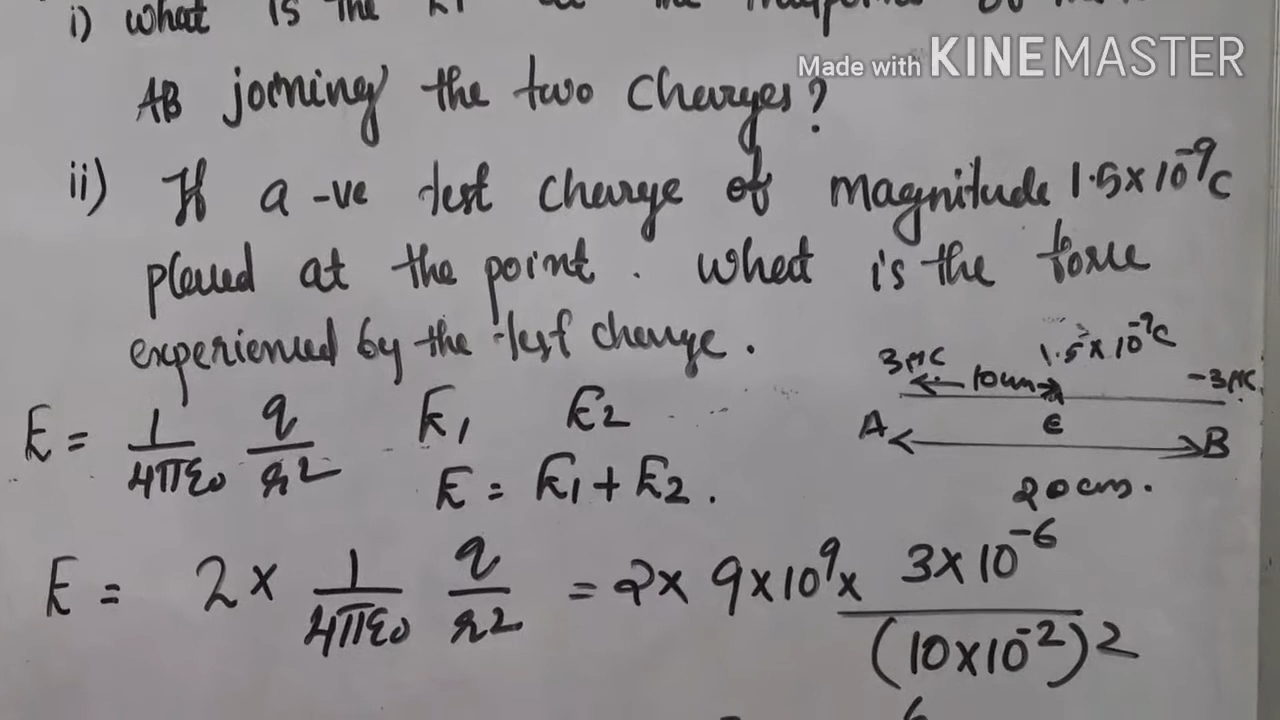 i) what is the
Made with KINEMASTER
AB joining the two charges?
ii) If a -ve test charge of magnitude 1.5×10⁻⁹C
placed at the point. What is the force
experienced by the test charge.
3μC 10cm 1.5×10⁻⁹C -3μC
A B
20cm.
E = 1/4πε₀ q/r² E₁ E₂
E = E₁ + E₂.
E = 2× 1/4πε₀ q/r² = 2× 9×10⁹× 3×10⁻⁶/(10×10⁻²)²